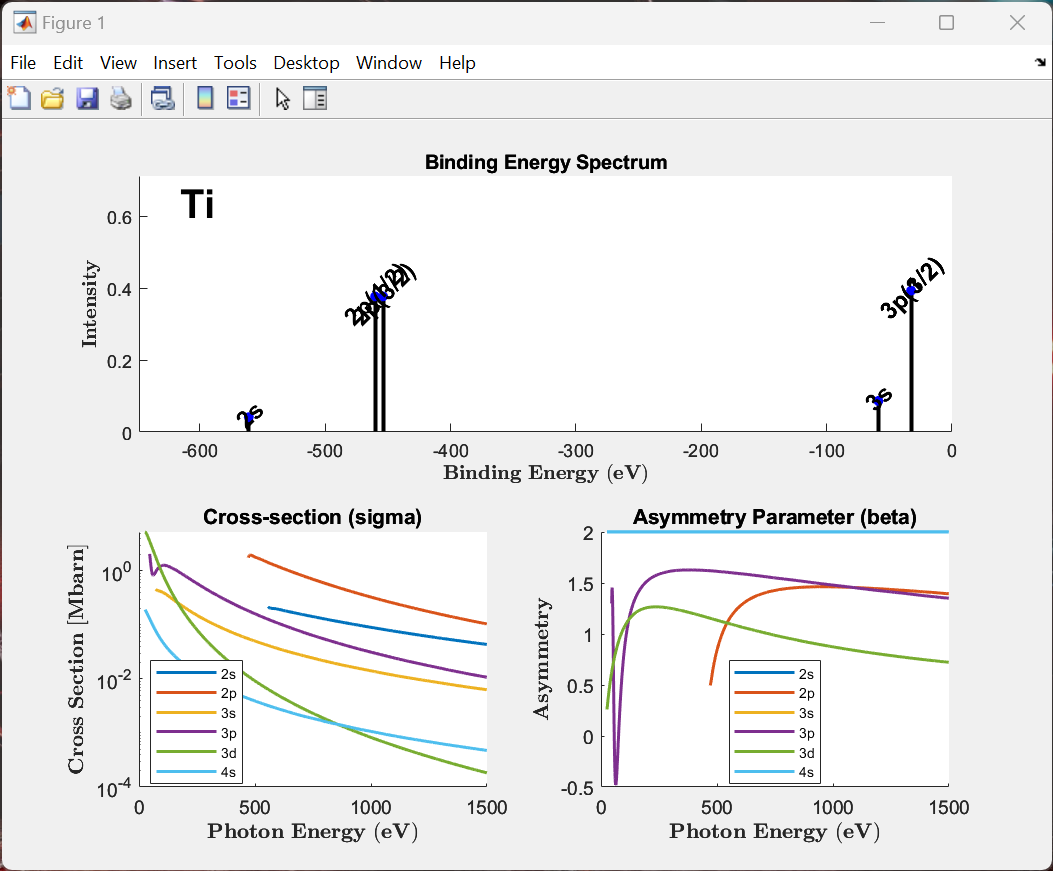 Figure 1
File Edit View Insert Tools Desktop Window Help
Binding Energy Spectrum
Ti
Intensity
0.6
0.4
0.2
0
2s
3s
-600 -500 -400 -300 -200 -100 0
Binding Energy (eV)
Cross-section (sigma)
Cross Section [Mbarn]
10^0
10^-2
10^-4
2s
2p
3s
3p
3d
4s
0 500 1000 1500
Photon Energy (eV)
Asymmetry Parameter (beta)
Asymmetry
2
1.5
1
0.5
0
-0.5
2s
2p
3s
3p
3d
4s
0 500 1000 1500
Photon Energy (eV)